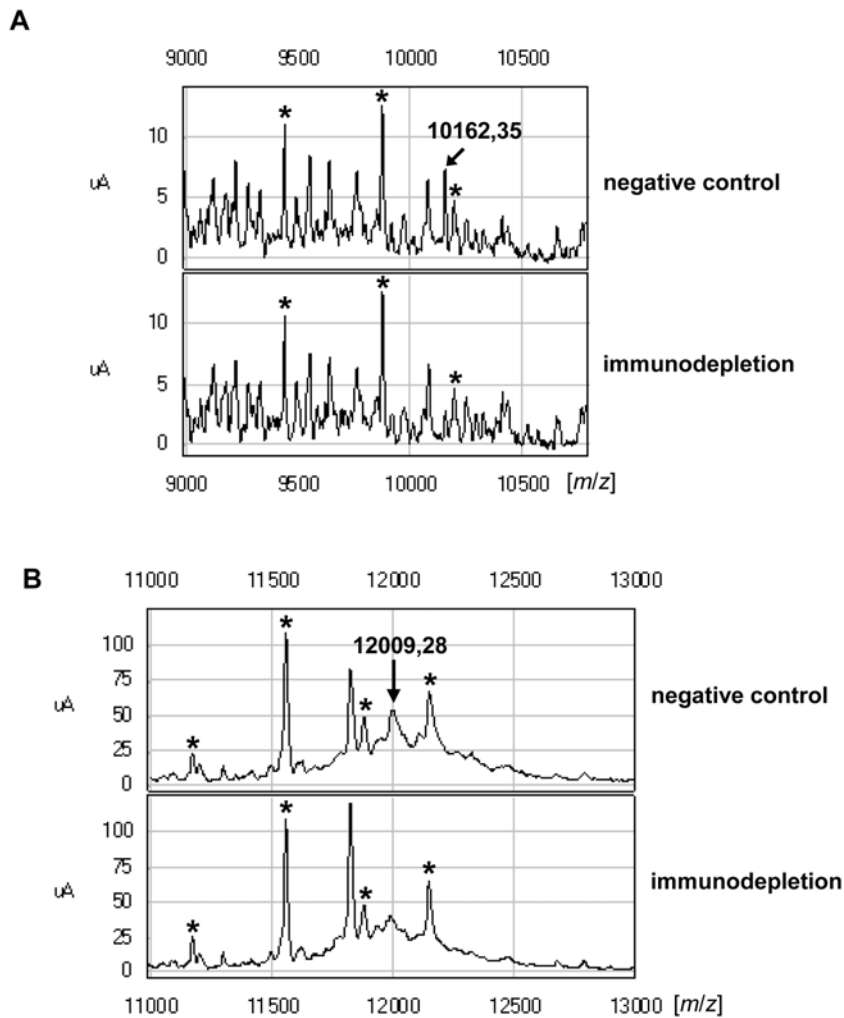 A
9000 9500 10000 10500
* * 10162,35
10 *
uA 5 negative control
0
* *
10 *
uA 5 immunodepletion
0
9000 9500 10000 10500 [m/z]
B
11000 11500 12000 12500 13000
* 12009,28
100 * *
75
uA 50 negative control
25 *
0
*
100 * *
75
uA 50 immunodepletion
25 *
0
11000 11500 12000 12500 13000 [m/z]